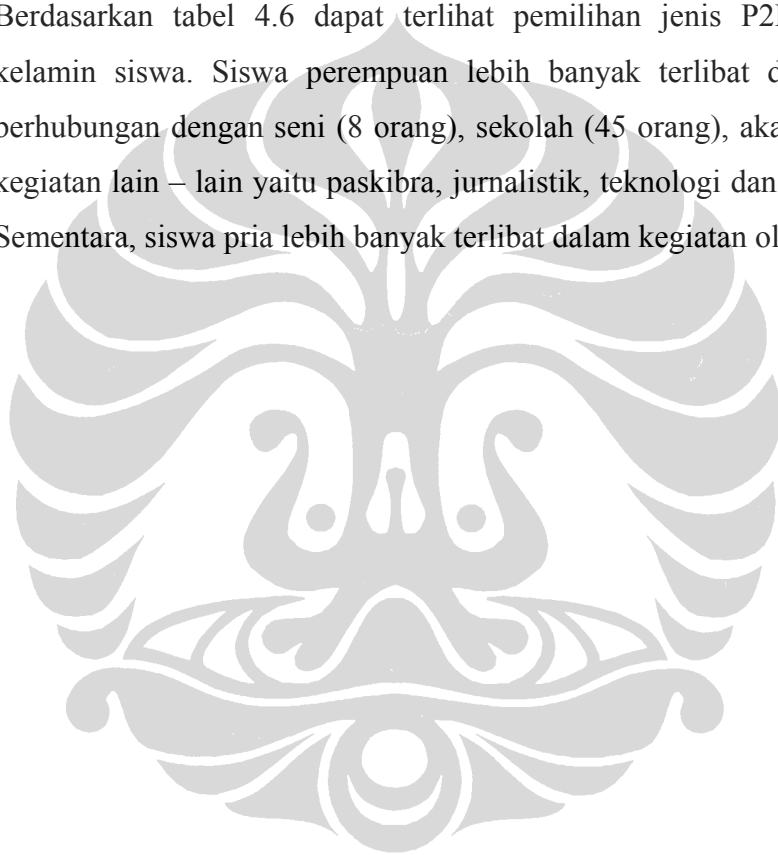 Berdasarkan tabel 4.6 dapat terlihat pemilihan jenis
kelamin siswa. Siswa perempuan lebih banyak terlibat
berhubungan dengan seni (8 orang), sekolah (45 orang),
kegiatan lain – lain yaitu paskibra, jurnalistik, teknologi dan
Sementara, siswa pria lebih banyak terlibat dalam kegiatan